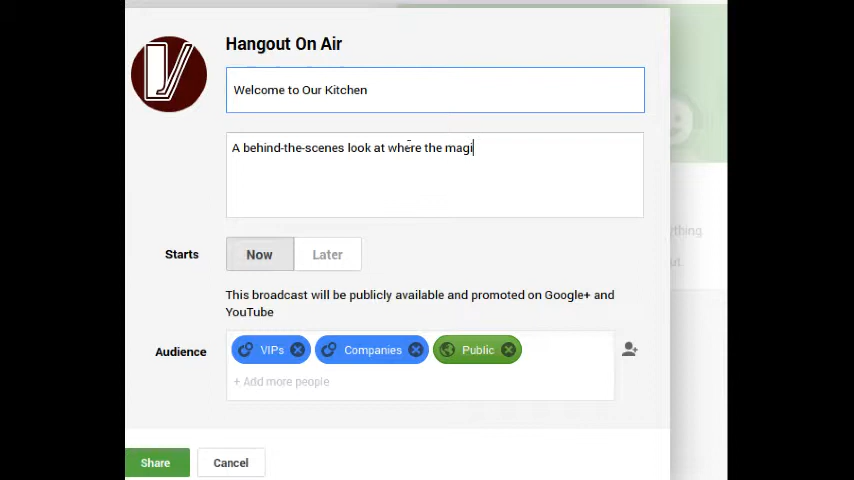 Hangout On Air
Welcome to Our Kitchen
A behind-the-scenes look at where the magi
Starts
Now
Later
This broadcast will be publicly available and promoted on Google+ and
YouTube
Audience
VIPs
Companies
Public
+ Add more people
Share
Cancel